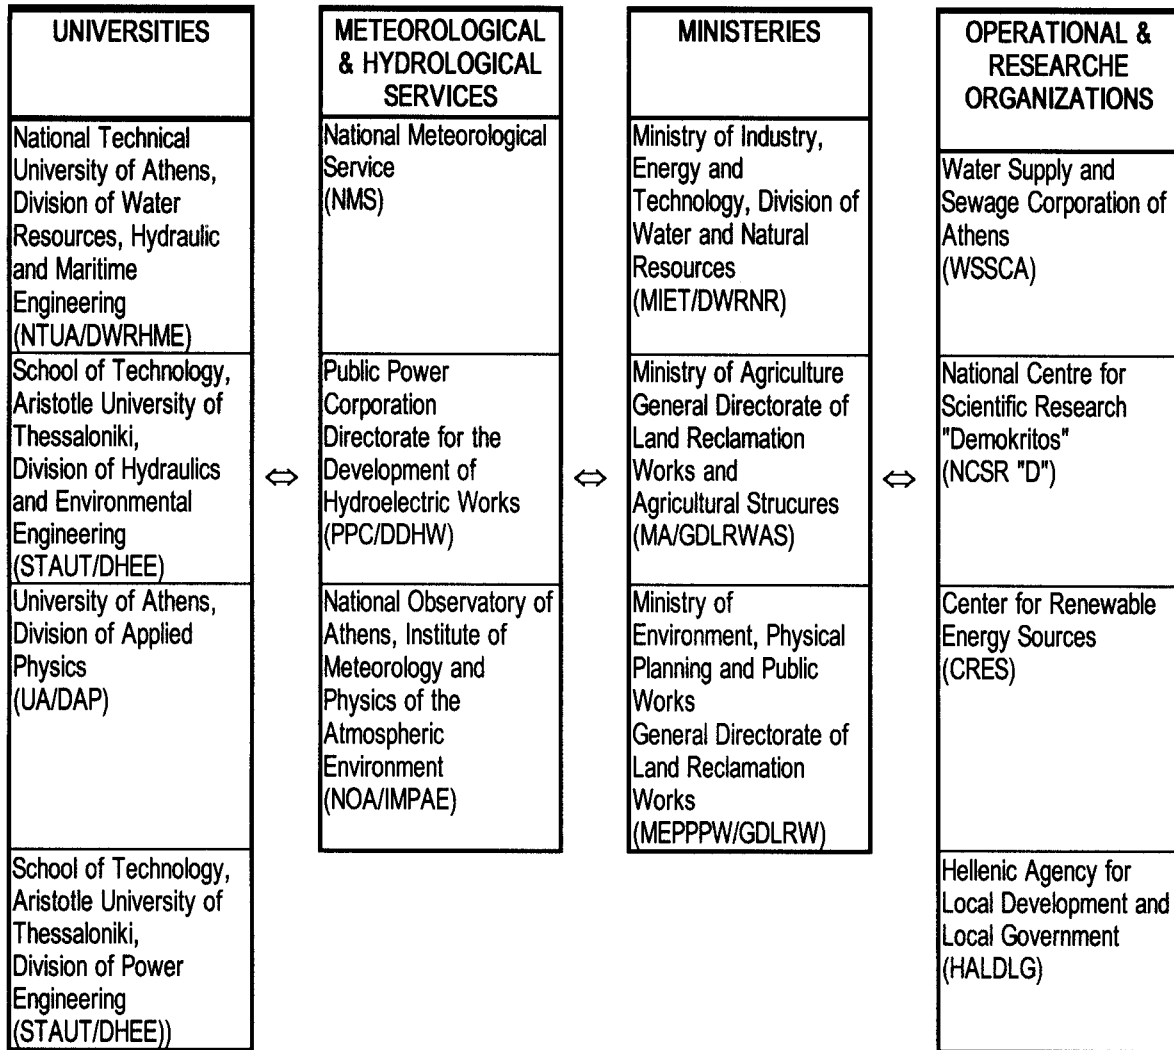 UNIVERSITIES
National Technical
University of Athens,
Division of Water
Resources, Hydraulic
and Maritime
Engineering
(NTUA/DWRHME)
School of Technology,
Aristotle University of
Thessaloniki,
Division of Hydraulics
and Environmental
Engineering
(STAUT/DHEE)
University of Athens,
Division of Applied
Physics
(UA/DAP)
School of Technology,
Aristotle University of
Thessaloniki,
Division of Power
Engineering
(STAUT/DHEE))
⇔
METEOROLOGICAL
& HYDROLOGICAL
SERVICES
National Meteorological
Service
(NMS)
Public Power
Corporation
Directorate for the
Development of
Hydroelectric Works
(PPC/DDHW)
National Observatory of
Athens, Institute of
Meteorology and
Physics of the
Atmospheric
Environment
(NOA/IMPAE)
⇔
MINISTERIES
Ministry of Industry,
Energy and
Technology, Division of
Water and Natural
Resources
(MIET/DWRNR)
Ministry of Agriculture
General Directorate of
Land Reclamation
Works and
Agricultural Strucures
(MA/GDLRWAS)
Ministry of
Environment, Physical
Planning and Public
Works
General Directorate of
Land Reclamation
Works
(MEPPPW/GDLRW)
⇔
OPERATIONAL &
RESEARCHE
ORGANIZATIONS
Water Supply and
Sewage Corporation of
Athens
(WSSCA)
National Centre for
Scientific Research
"Demokritos"
(NCSR "D")
Center for Renewable
Energy Sources
(CRES)
Hellenic Agency for
Local Development and
Local Government
(HALDLG)